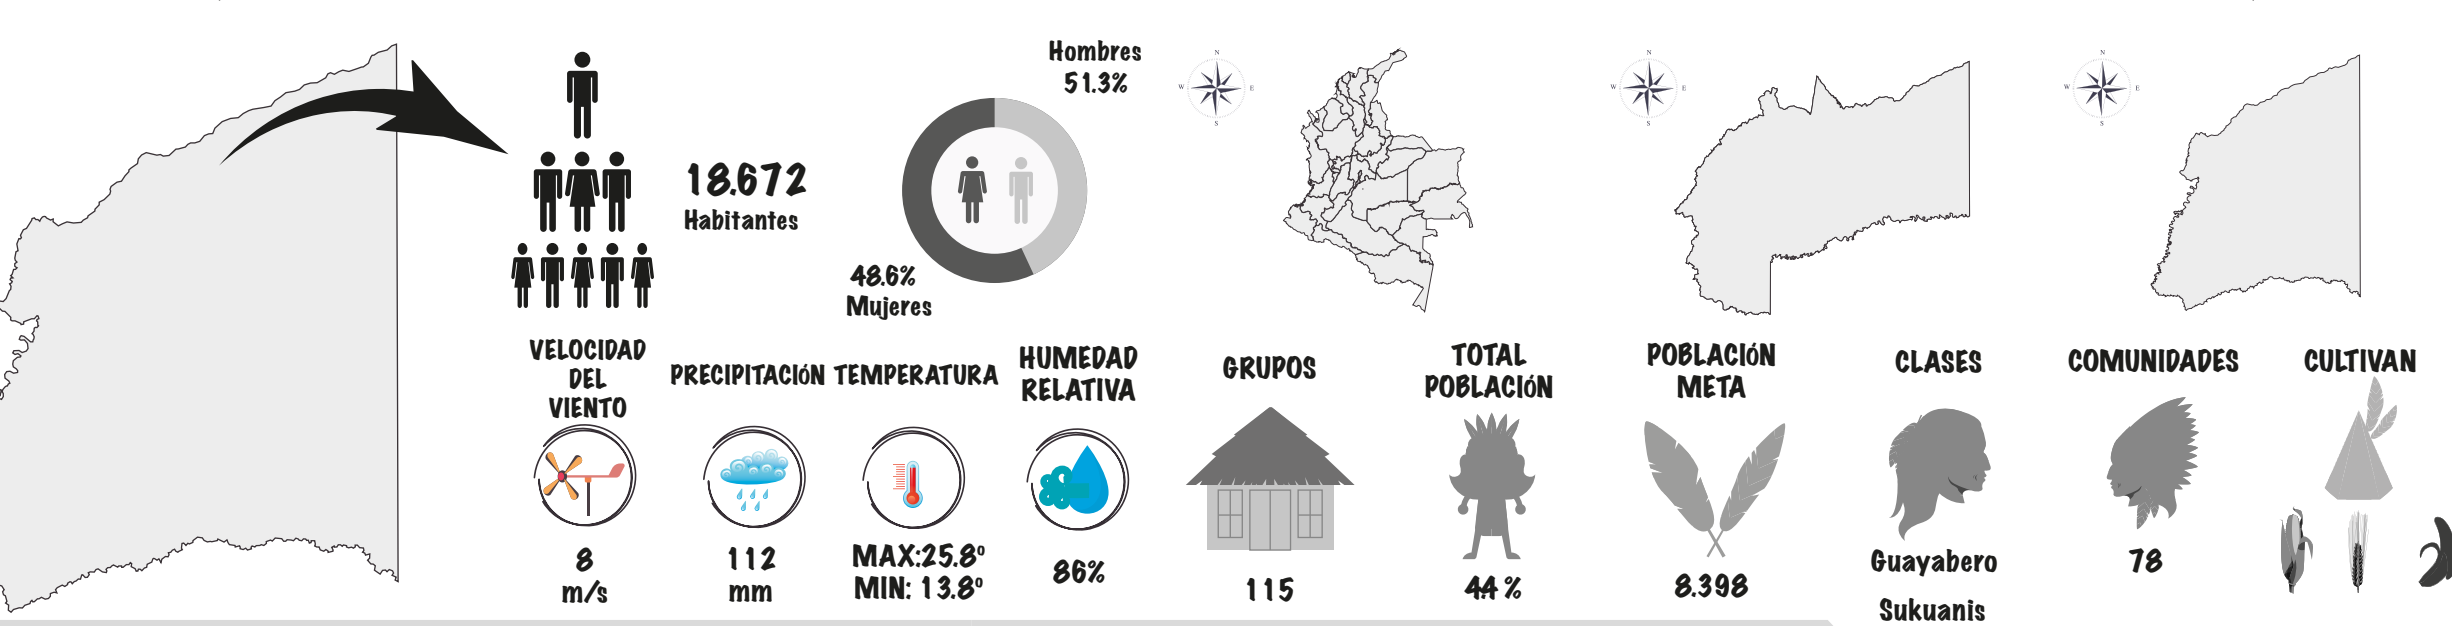 Hombres
51.3%
18.672
Habitantes
48.6%
Mujeres
N
W
E
S
N
W
E
S
N
W
E
S
VELOCIDAD
DEL
VIENTO
8
m/s
PRECIPITACIóN
112
mm
TEMPERATURA
MAX:25.8º
MIN: 13.8º
HUMEDAD
RELATIVA
86%
GRUPOS
115
TOTAL
POBLACIóN
44 %
POBLACIóN
META
8.398
CLASES
Guayabero
Sukuanis
COMUNIDADES
78
CULTIVAN